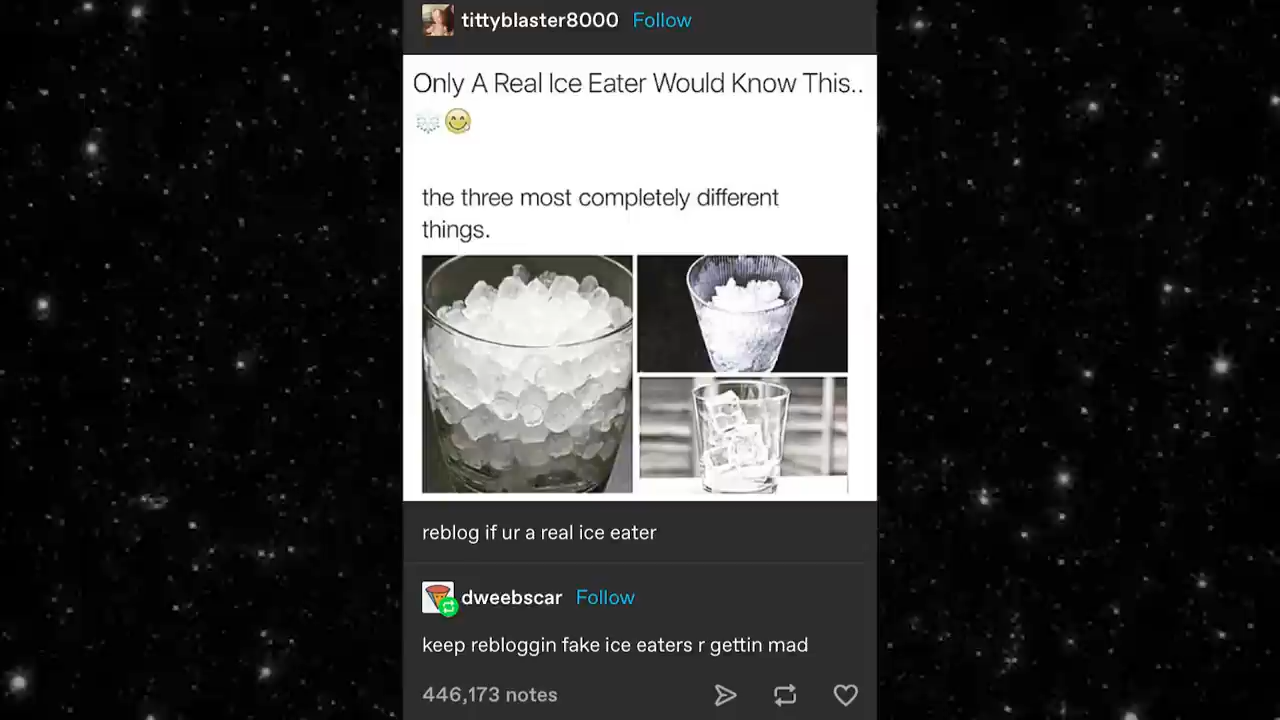 tittyblaster8000 Follow
Only A Real Ice Eater Would Know This..
the three most completely different
things.
reblog if ur a real ice eater
dweebscar Follow
keep rebloggin fake ice eaters r gettin mad
446,173 notes